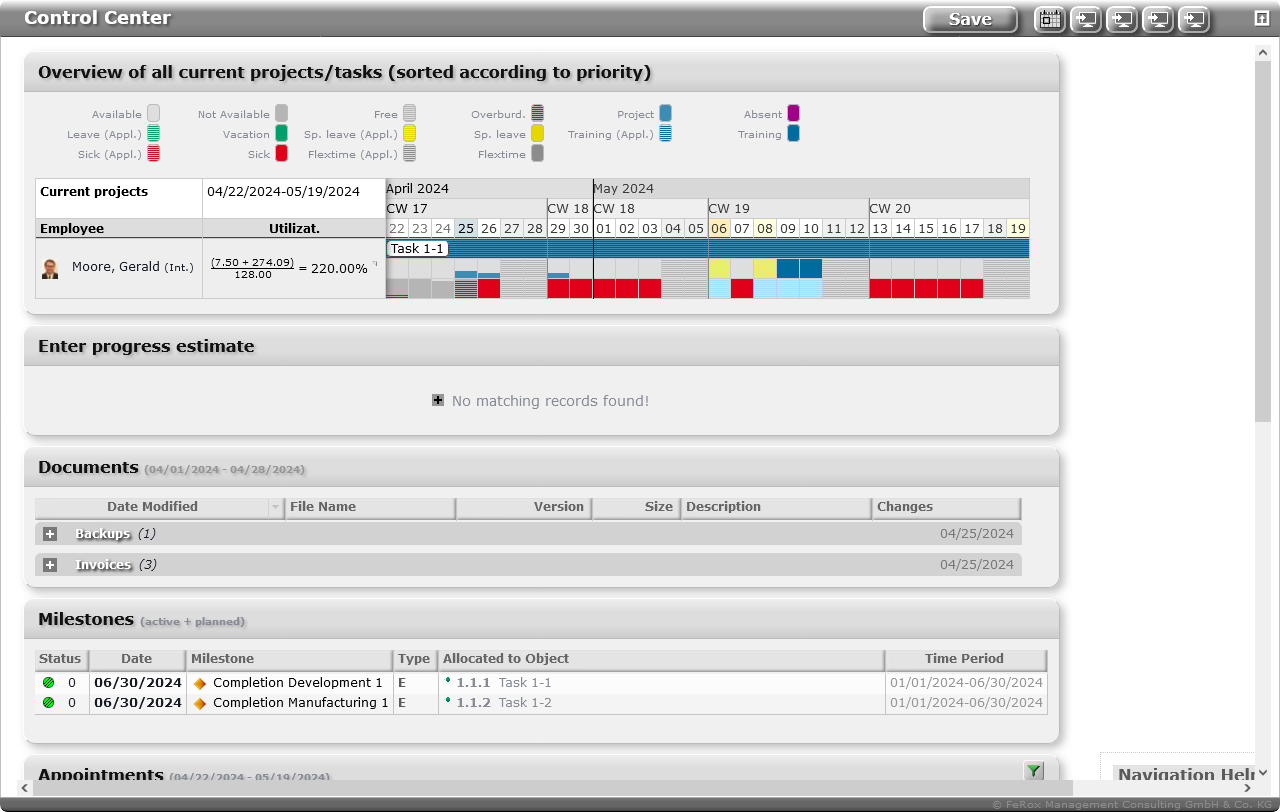 Control Center
Save
Overview of all current projects/tasks (sorted according to priority)
Available Not Available Free Overburd. Project Absent
Leave (Appl.) Vacation Sp. leave (Appl.) Sp. leave Training (Appl.) Training
Sick (Appl.) Sick Flextime (Appl.) Flextime
Current projects 04/22/2024-05/19/2024 April 2024 May 2024
CW 17 CW 18 CW 18 CW 19 CW 20
Employee Utilizat. 22 23 24 25 26 27 28 29 30 01 02 03 04 05 06 07 08 09 10 11 12 13 14 15 16 17 18 19
Task 1-1
Moore, Gerald (Int.) (7.50 + 274.09) = 220.00%
128.00
Enter progress estimate
No matching records found!
Documents (04/01/2024 - 04/28/2024)
Date Modified File Name Version Size Description Changes
Backups (1) 04/25/2024
Invoices (3) 04/25/2024
Milestones (active + planned)
Status Date Milestone Type Allocated to Object Time Period
0 06/30/2024 Completion Development 1 E 1.1.1 Task 1-1 01/01/2024-06/30/2024
0 06/30/2024 Completion Manufacturing 1 E 1.1.2 Task 1-2 01/01/2024-06/30/2024
Appointments (04/22/2024 - 05/19/2024)
Navigation Help
© FeRox Management Consulting GmbH & Co. KG